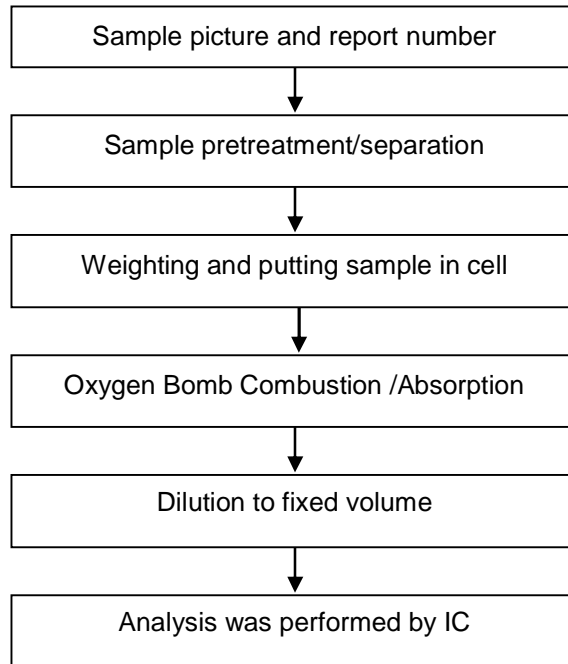 Sample picture and report number
Sample pretreatment/separation
Weighting and putting sample in cell
Oxygen Bomb Combustion /Absorption
Dilution to fixed volume
Analysis was performed by IC